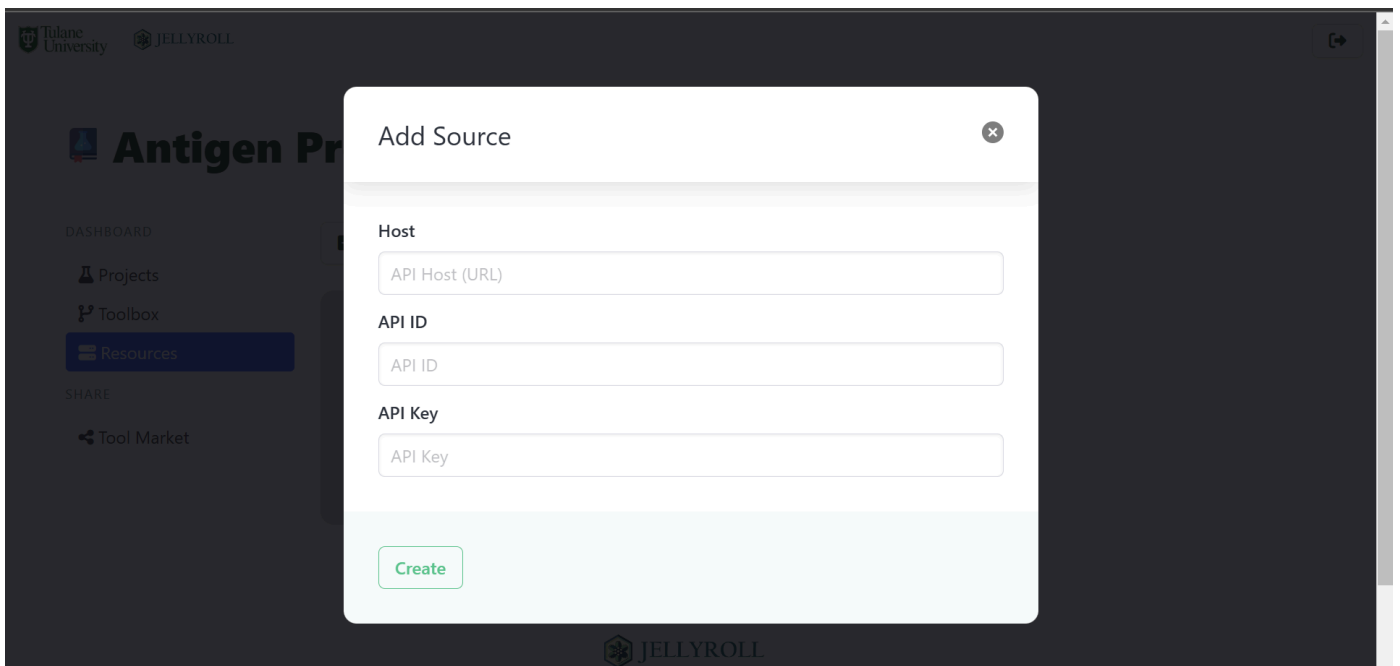 Tulane
University
JELLYROLL
Antigen Pr
DASHBOARD
Projects
Toolbox
Resources
SHARE
Tool Market
Add Source
Host
API Host (URL)
API ID
API ID
API Key
API Key
Create
JELLYROLL